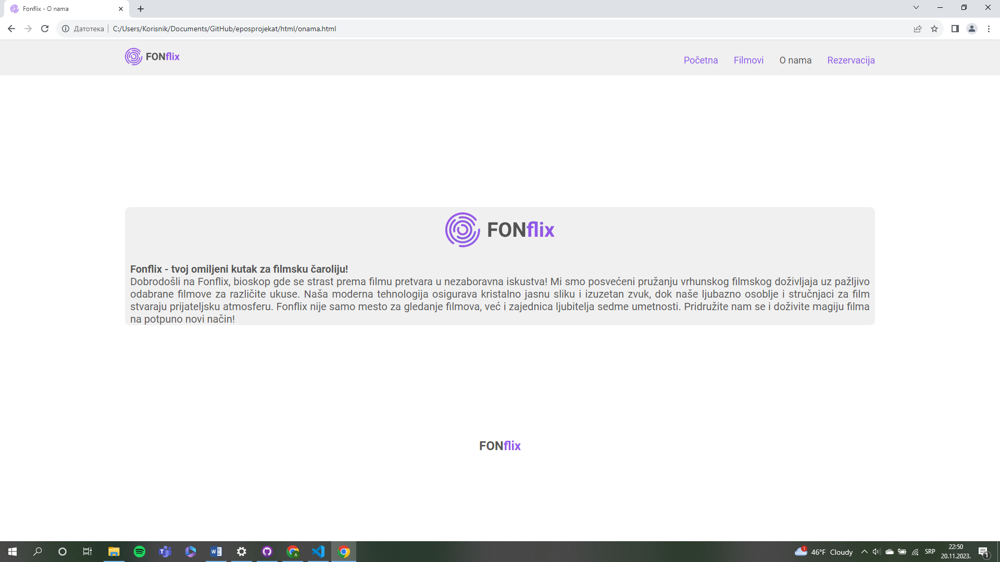 Fonflix - O nama
Датотека
C:/Users/Korisnik/Documents/GitHub/eposprojekat/html/onama.html
FONflix
Početna Filmovi O nama Rezervacija
FONflix
Fonflix - tvoj omiljeni kutak za filmsku čaroliju!
Dobrodošli na Fonflix, bioskop gde se strast prema filmu pretvara u nezaboravna iskustva! Mi smo posvećeni pružanju vrhunskog filmskog doživljaja uz pažljivo
odabrane filmove za različite ukuse. Naša moderna tehnologija osigurava kristalno jasnu sliku i izuzetan zvuk, dok naše ljubazno osoblje i stručnjaci za film
stvaraju prijateljsku atmosferu. Fonflix nije samo mesto za gledanje filmova, već i zajednica ljubitelja sedme umetnosti. Pridružite nam se i doživite magiju filma
na potpuno novi način!
FONflix
T
W
A
1
46°F Cloudy
SRP
22:50
20.11.2023.
1